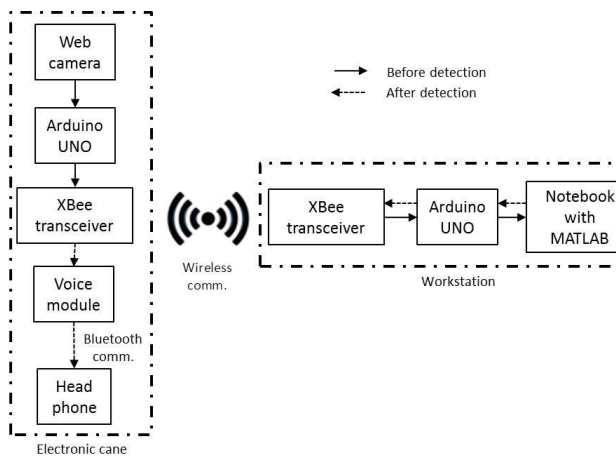 Web
camera
Arduino
UNO
XBee
transceiver
Voice
module
Bluetooth
comm.
Head
phone
Electronic cane
Wireless
comm.
Before detection
After detection
XBee
transceiver
Arduino
UNO
Notebook
with
MATLAB
Workstation